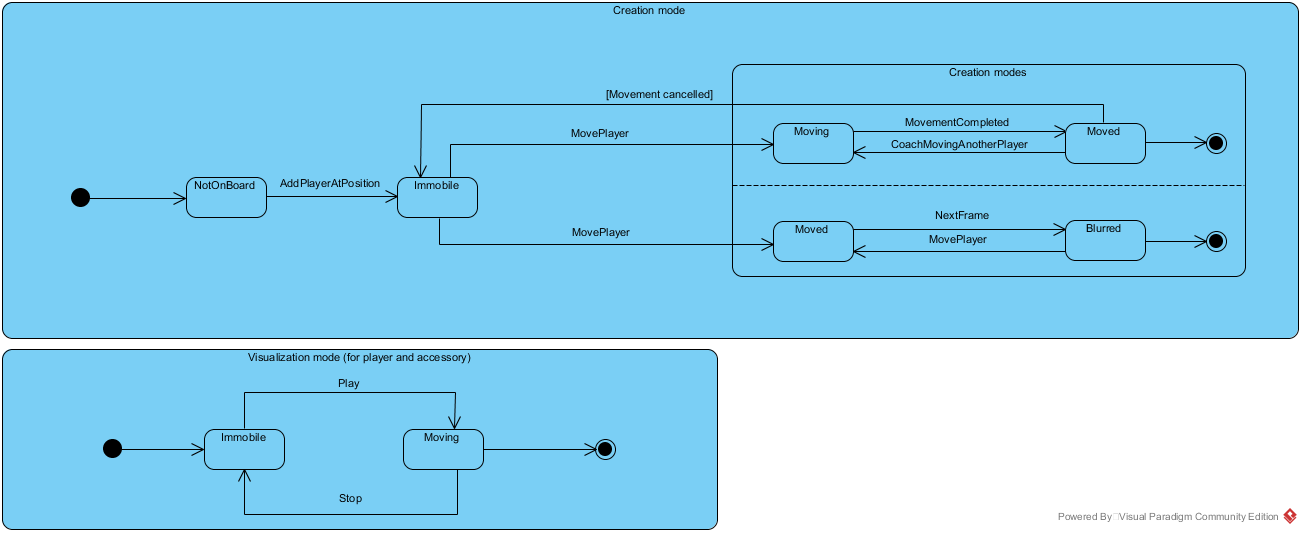 Creation mode
Creation modes
[Movement cancelled]
MovePlayer
Moving
MovementCompleted
CoachMovingAnotherPlayer
Moved
NotOnBoard
AddPlayerAtPosition
Immobile
MovePlayer
Moved
NextFrame
MovePlayer
Blurred
Visualization mode (for player and accessory)
Play
Immobile
Moving
Stop
Powered By Visual Paradigm Community Edition